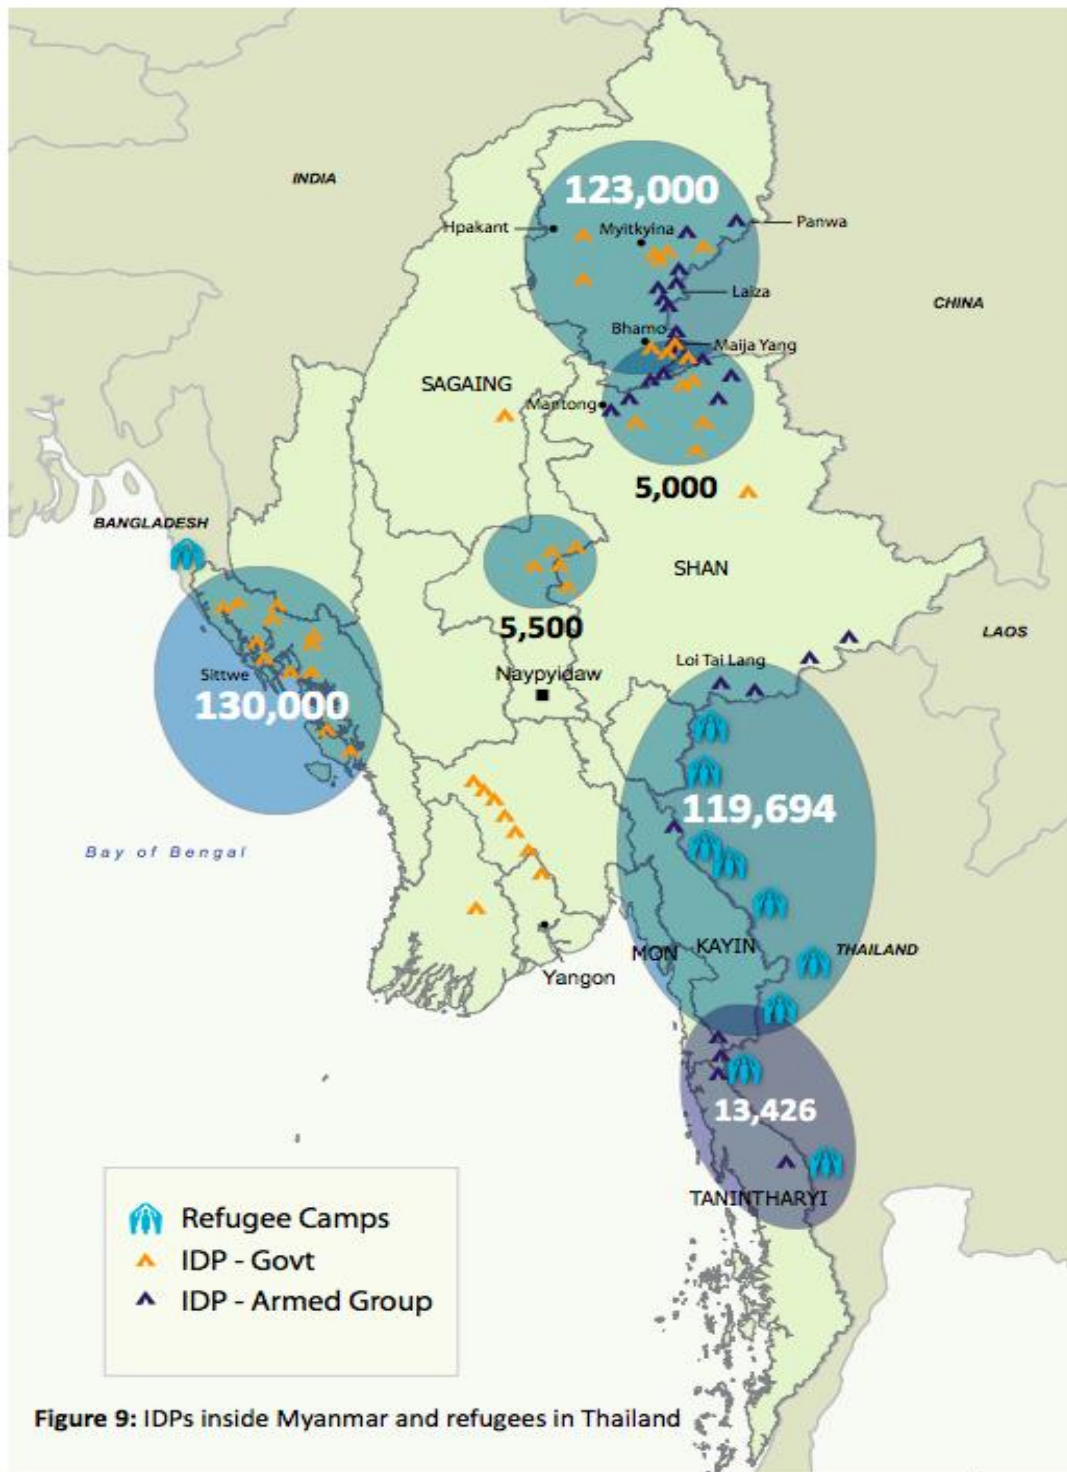 INDIA
123,000
Hpakant
Myitkyina
Panwa
Laiza
CHINA
Bhamo
Maija Yang
SAGAING
Mantong
5,000
BANGLADESH
SHAN
5,500
LAOS
Loi Tai Lang
Sittwe
Naypyidaw
130,000
119,694
Bay of Bengal
MON
KAYIN
THAILAND
Yangon
13,426
TANINTHARYI
Refugee Camps
IDP - Govt
IDP - Armed Group
Figure 9: IDPs inside Myanmar and refugees in Thailand